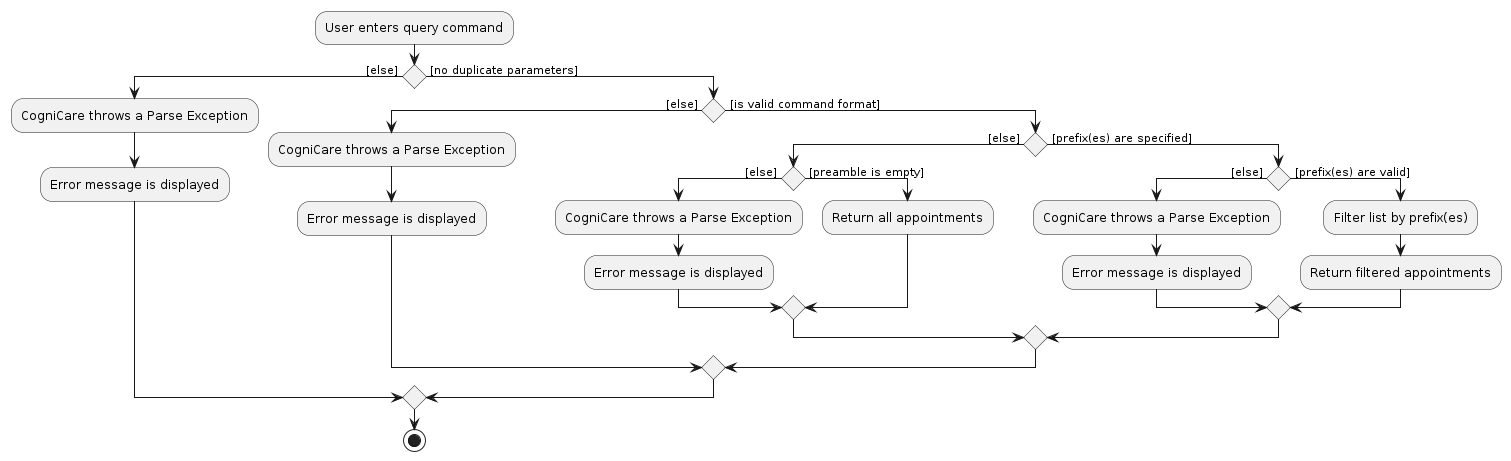 User enters query command
[else]
[no duplicate parameters]
CogniCare throws a Parse Exception
Error message is displayed
[else]
[is valid command format]
CogniCare throws a Parse Exception
Error message is displayed
[else]
[prefix(es) are specified]
[else]
[preamble is empty]
CogniCare throws a Parse Exception
Error message is displayed
Return all appointments
[else]
[prefix(es) are valid]
CogniCare throws a Parse Exception
Error message is displayed
Filter list by prefix(es)
Return filtered appointments